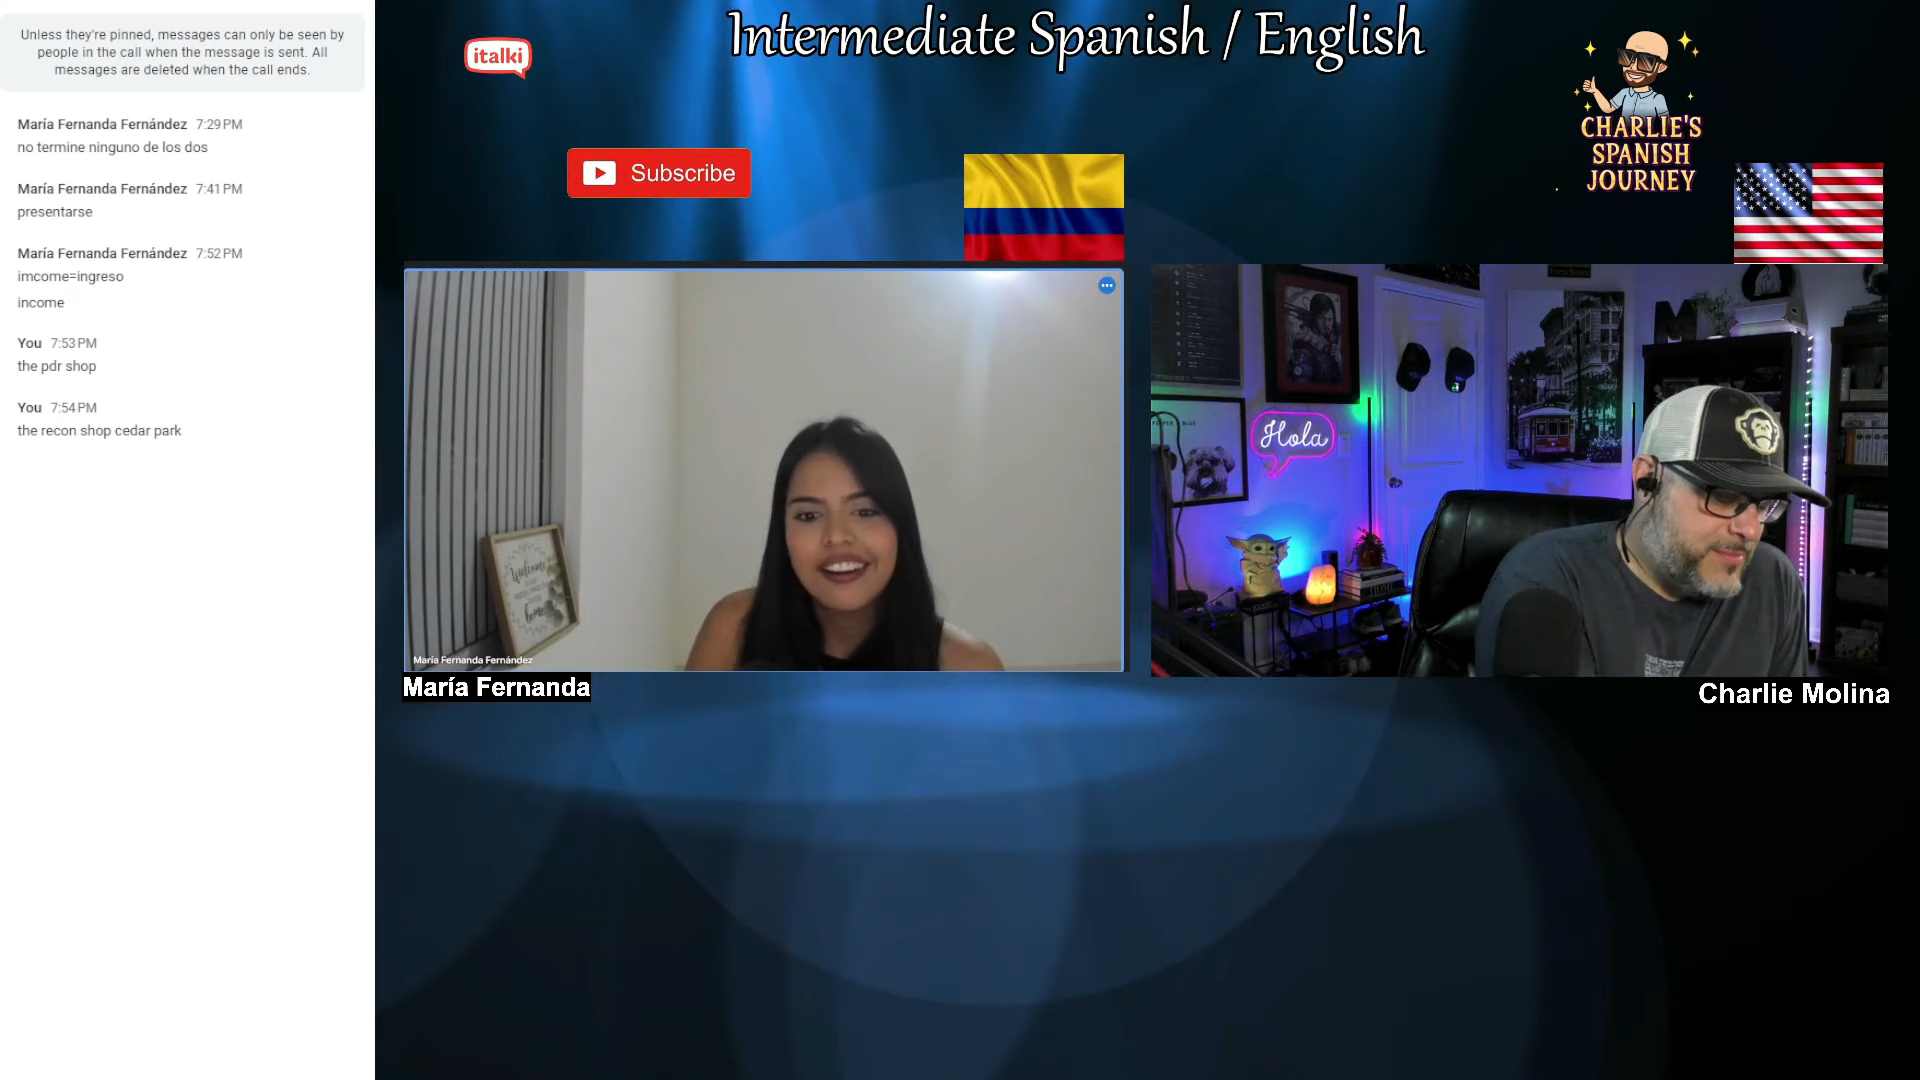 Unless they're pinned, messages can only be seen by
people in the call when the message is sent. All
messages are deleted when the call ends.
María Fernanda Fernández 7:29 PM
no termine ninguno de los dos
María Fernanda Fernández 7:41 PM
presentarse
María Fernanda Fernández 7:52 PM
imcome=ingreso
income
You 7:53 PM
the pdr shop
You 7:54 PM
the recon shop cedar park
italki
Intermediate Spanish / English
Subscribe
CHARLIE'S
SPANISH
JOURNEY
Welcome
home
María Fernanda Fernández
María Fernanda
Hola
M
HOME
Charlie Molina